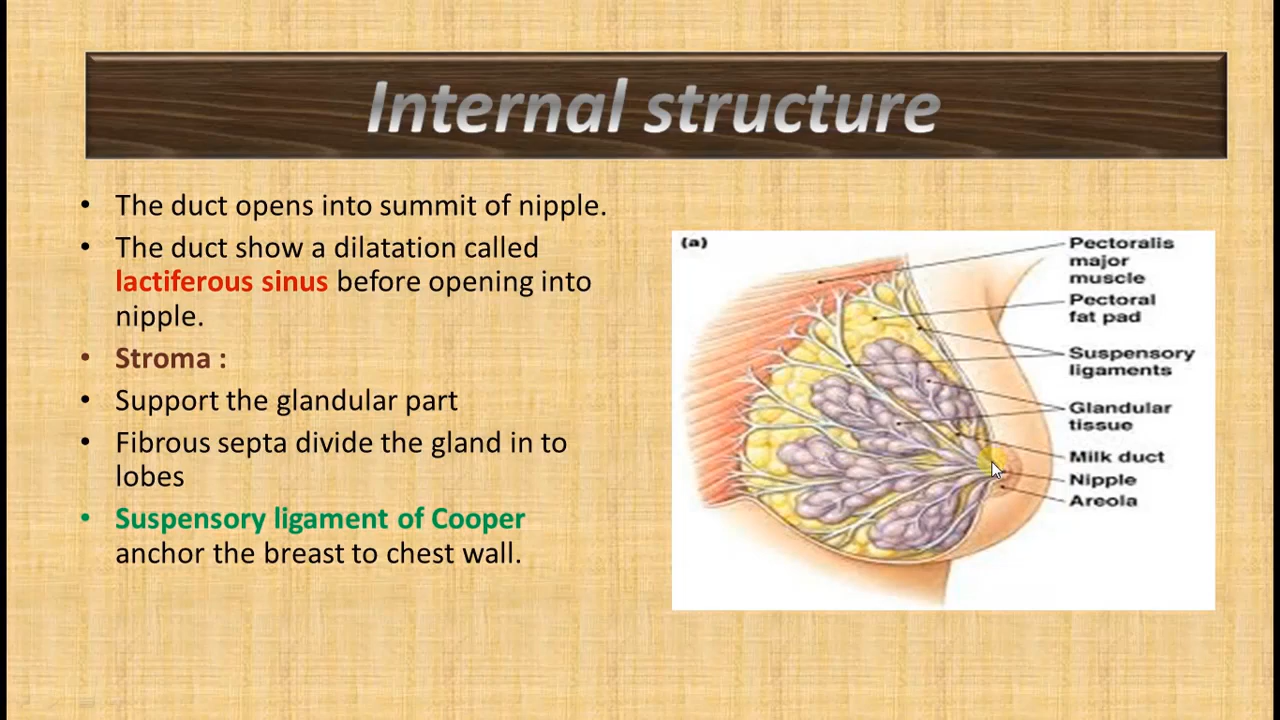 Internal structure
• The duct opens into summit of nipple.
• The duct show a dilatation called
lactiferous sinus before opening into
nipple.
• Stroma :
• Support the glandular part
• Fibrous septa divide the gland in to
lobes
• Suspensory ligament of Cooper
anchor the breast to chest wall.
(a)
Pectoralis
major
muscle
Pectoral
fat pad
Suspensory
ligaments
Glandular
tissue
Milk duct
Nipple
Areola